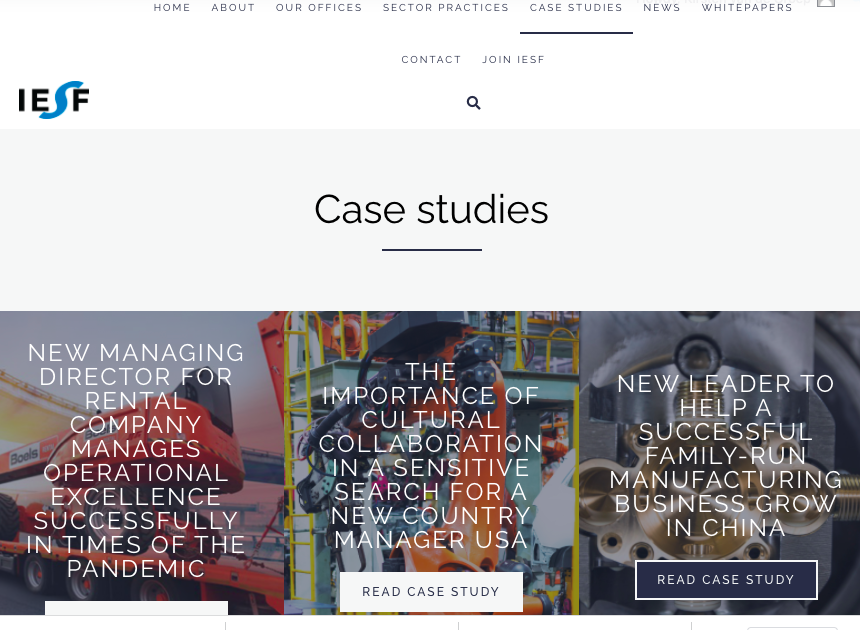 HOME ABOUT OUR OFFICES SECTOR PRACTICES CASE STUDIES NEWS WHITEPAPERS
CONTACT JOIN IESF
IESF
Case studies
NEW MANAGING
DIRECTOR FOR
RENTAL
COMPANY
MANAGES
OPERATIONAL
EXCELLENCE
SUCCESSFULLY
IN TIMES OF THE
PANDEMIC
Boels
THE
IMPORTANCE OF
CULTURAL
COLLABORATION
IN A SENSITIVE
SEARCH FOR A
NEW COUNTRY
MANAGER USA
READ CASE STUDY
NEW LEADER TO
HELP A
SUCCESSFUL
FAMILY-RUN
MANUFACTURING
BUSINESS GROW
IN CHINA
READ CASE STUDY